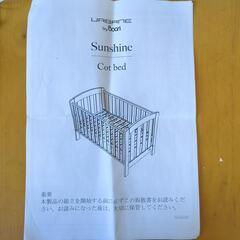 URBANE
by Boori
Sunshine
Cot bed
重要
本製品の組立を開始する前に必ずこの取扱書をお読みくだ
さい。お読みになった後は、大切に保管してください。